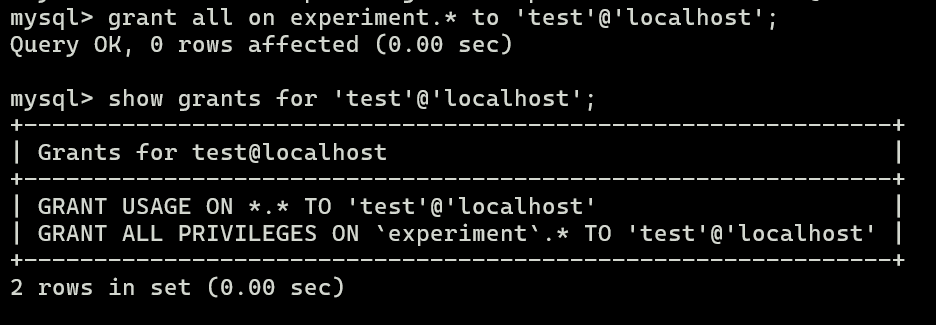 mysql> grant all on experiment.* to 'test'@'localhost';
Query OK, 0 rows affected (0.00 sec)
mysql> show grants for 'test'@'localhost';
+--------------------------------------------------------------+
| Grants for test@localhost                                    |
+--------------------------------------------------------------+
| GRANT USAGE ON *.* TO 'test'@'localhost'                     |
| GRANT ALL PRIVILEGES ON `experiment`.* TO 'test'@'localhost' |
+--------------------------------------------------------------+
2 rows in set (0.00 sec)